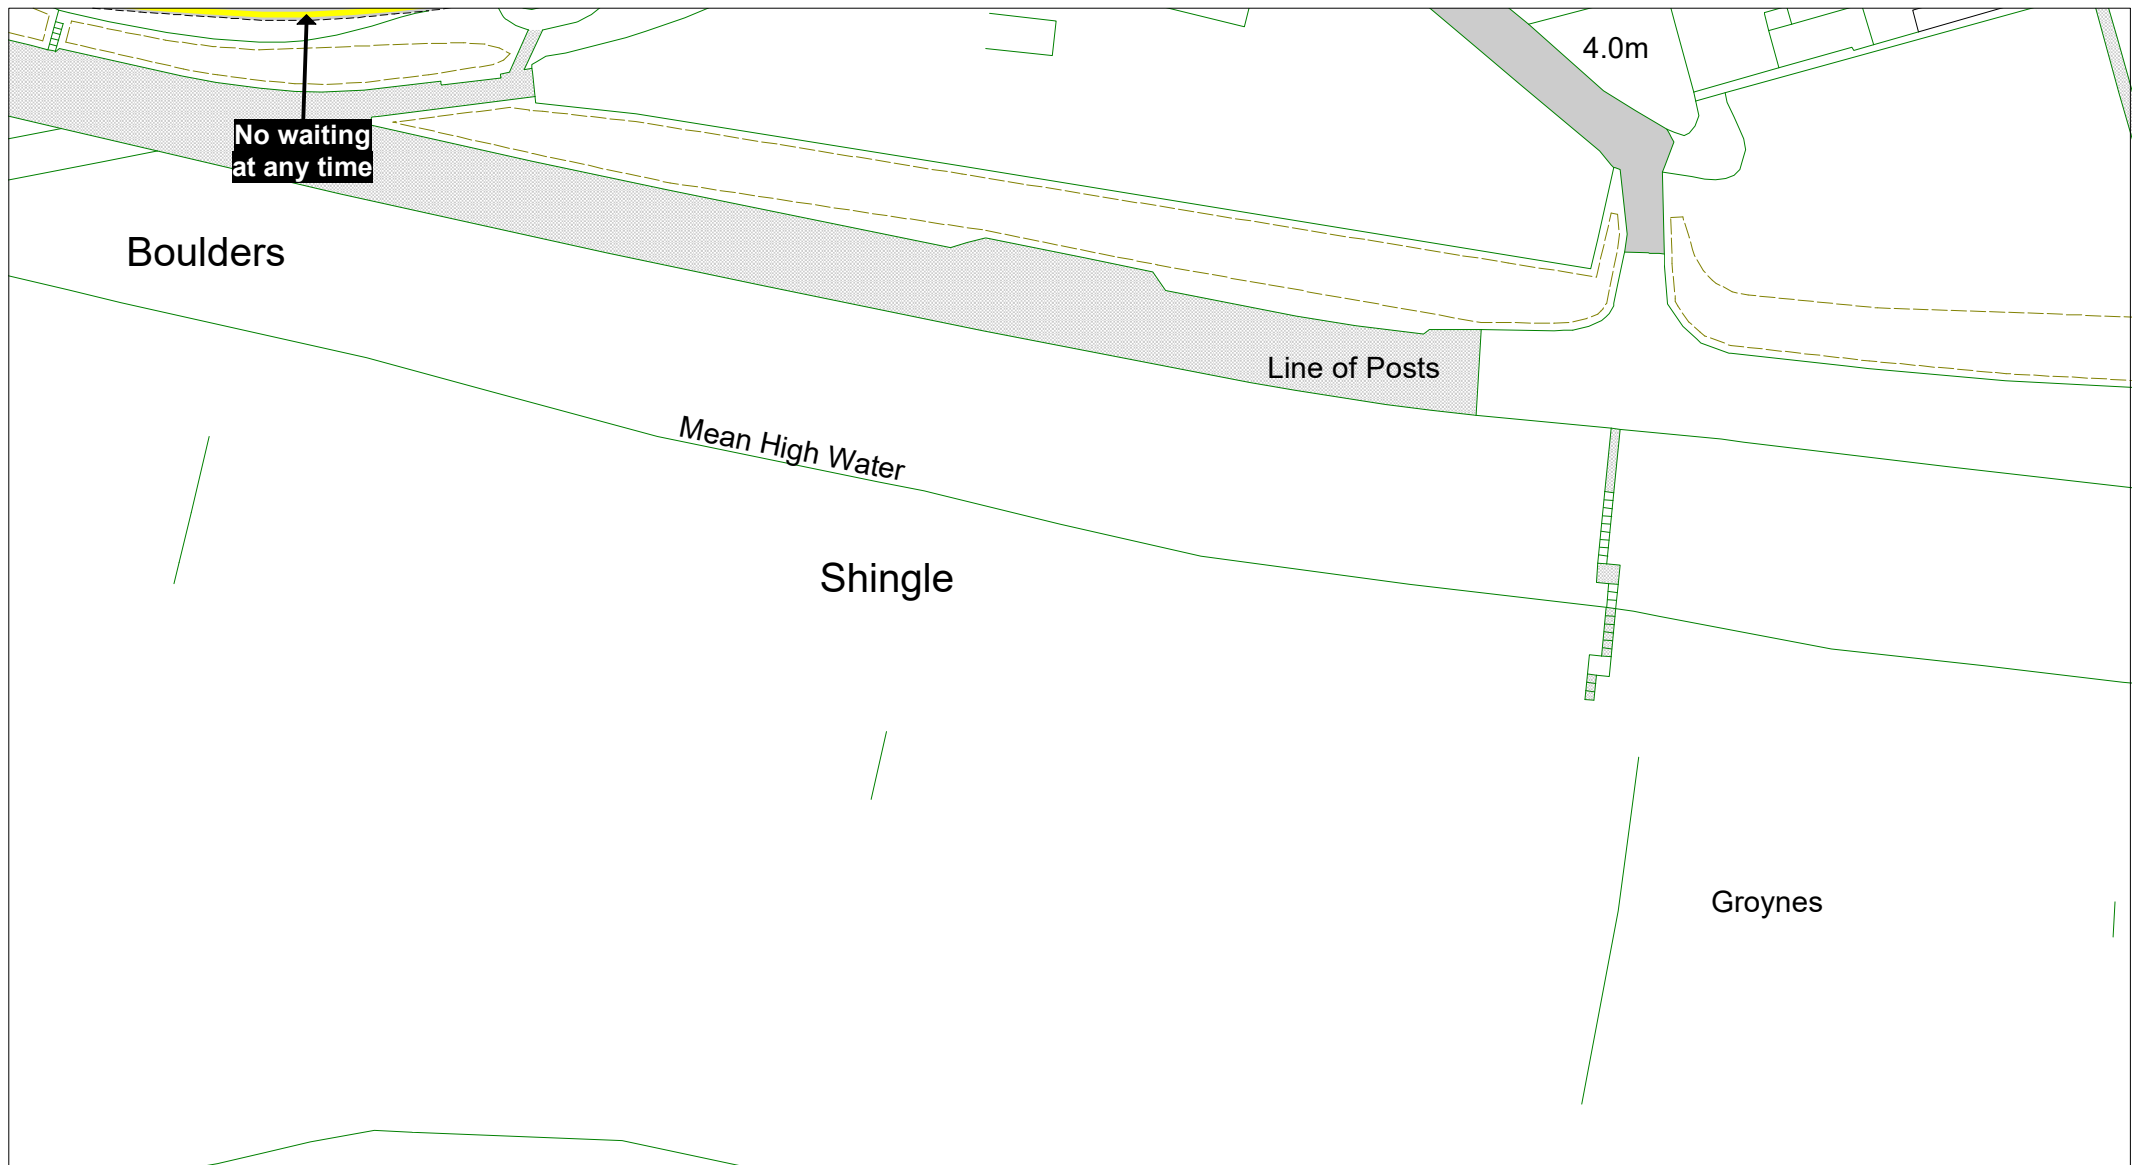 4.0m
No waiting
at any time
Boulders
Line of Posts
Mean High Water
Shingle
Groynes